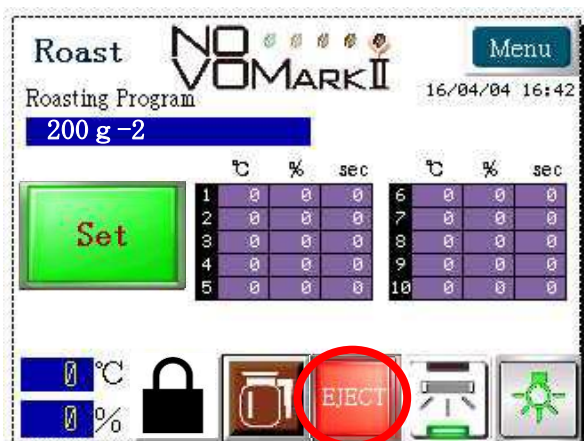 Roast
NOVOMARKⅡ
Menu
Roasting Program
16/04/04 16:42
200g-2
℃ % sec ℃ % sec
Set
1 0 0 0 6 0 0 0
2 0 0 0 7 0 0 0
3 0 0 0 8 0 0 0
4 0 0 0 9 0 0 0
5 0 0 0 10 0 0 0
0 ℃
EJECT
0 %